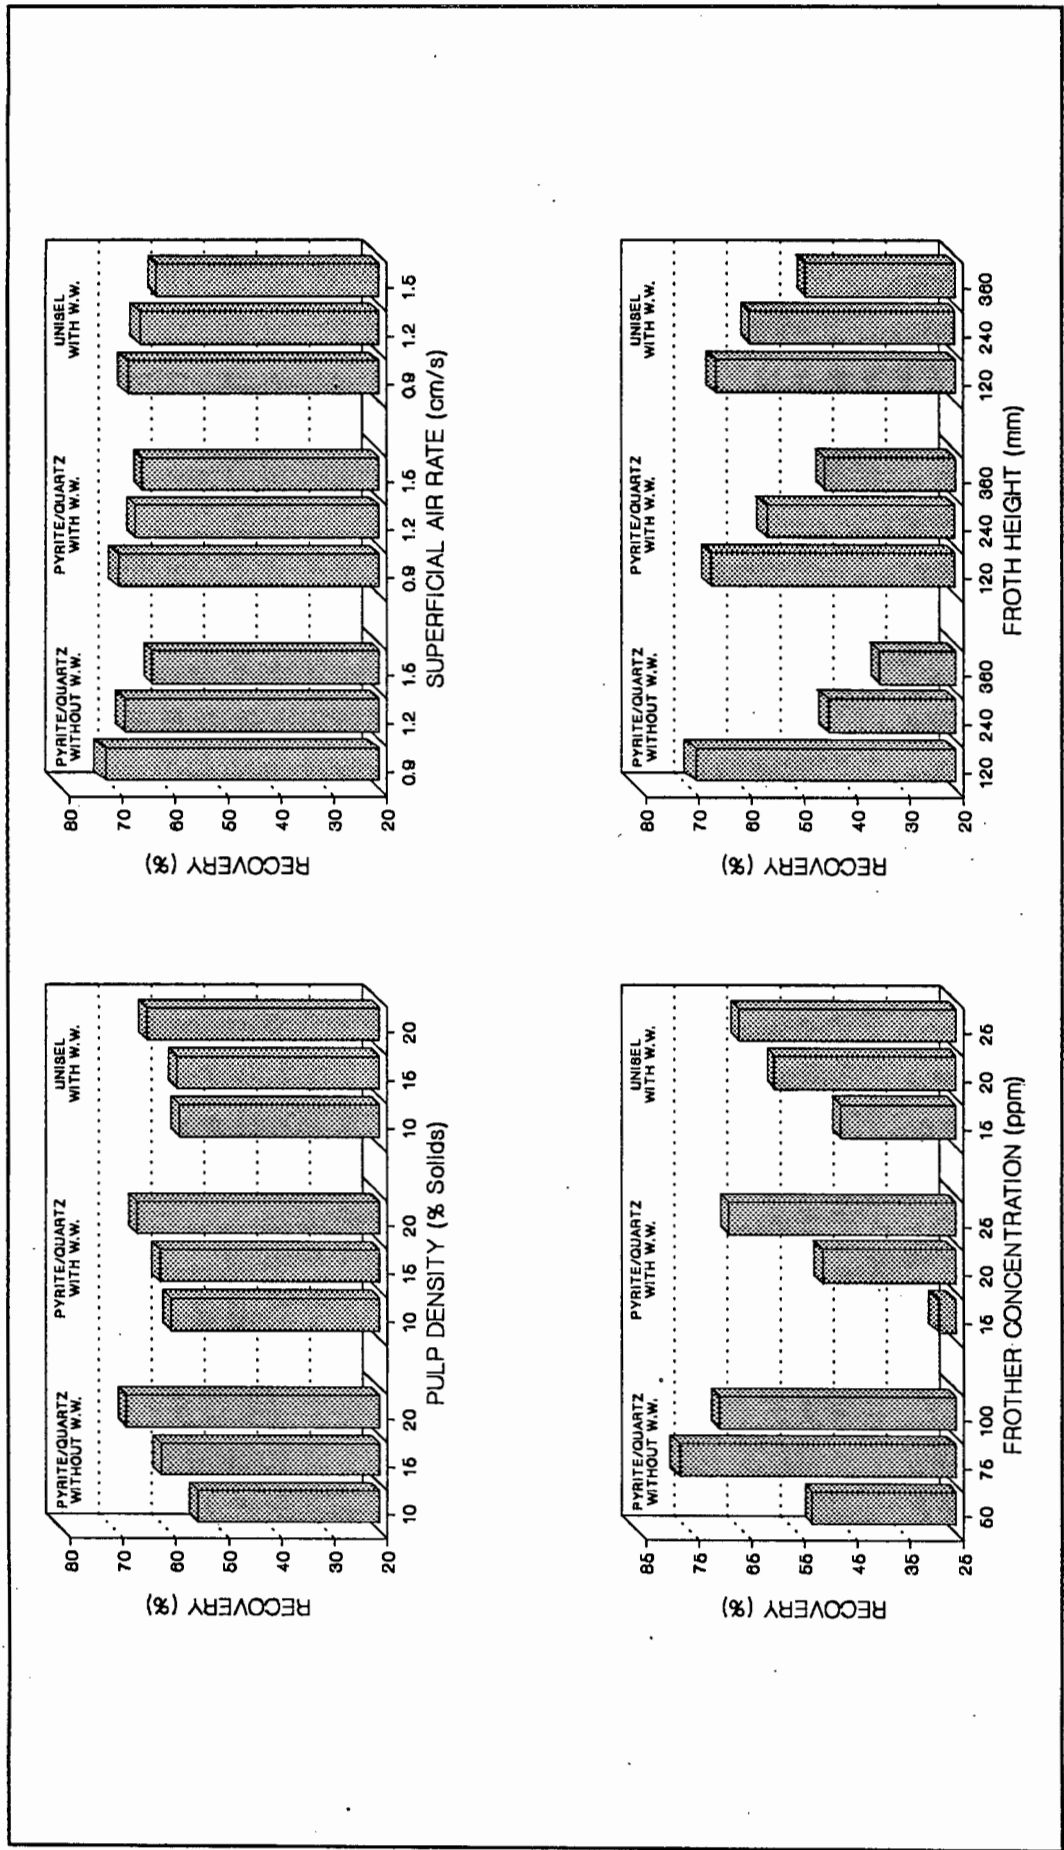 RECOVERY (%)
80
70
60
50
40
30
20
PYRITE/QUARTZ
WITHOUT W.W.
PYRITE/QUARTZ
WITH W.W.
UNISEL
WITH W.W.
10 15 20 10 15 20 10 15 20
PULP DENSITY (% Solids)
RECOVERY (%)
80
70
60
50
40
30
20
PYRITE/QUARTZ
WITHOUT W.W.
PYRITE/QUARTZ
WITH W.W.
UNISEL
WITH W.W.
0.9 1.2 1.5 0.9 1.2 1.5 0.9 1.2 1.5
SUPERFICIAL AIR RATE (cm/s)
RECOVERY (%)
85
75
65
55
45
35
25
PYRITE/QUARTZ
WITHOUT W.W.
PYRITE/QUARTZ
WITH W.W.
UNISEL
WITH W.W.
50 75 100 15 20 25 15 20 25
FROTHER CONCENTRATION (ppm)
RECOVERY (%)
80
70
60
50
40
30
20
PYRITE/QUARTZ
WITHOUT W.W.
PYRITE/QUARTZ
WITH W.W.
UNISEL
WITH W.W.
120 240 360 120 240 360 120 240 360
FROTH HEIGHT (mm)